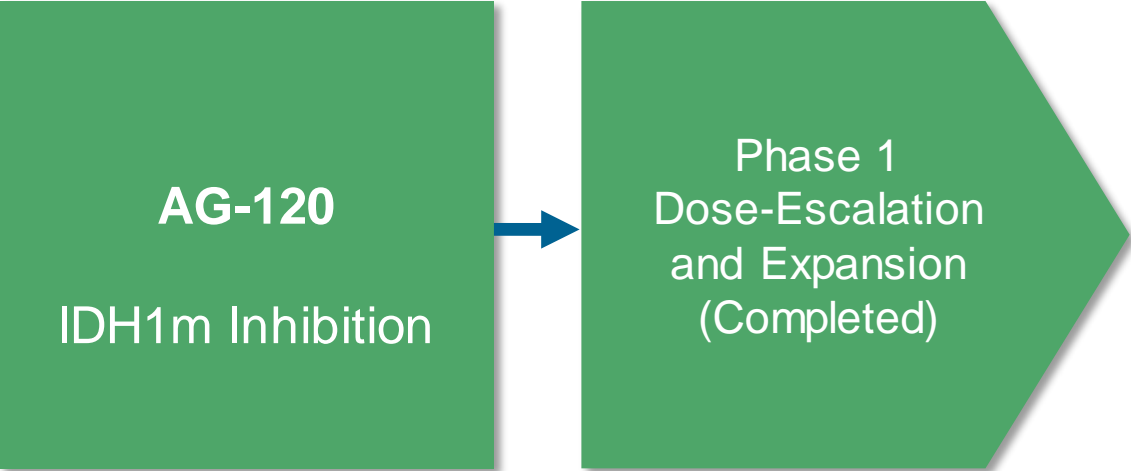 AG-120
IDH1m Inhibition
Phase 1
Dose-Escalation
and Expansion
(Completed)